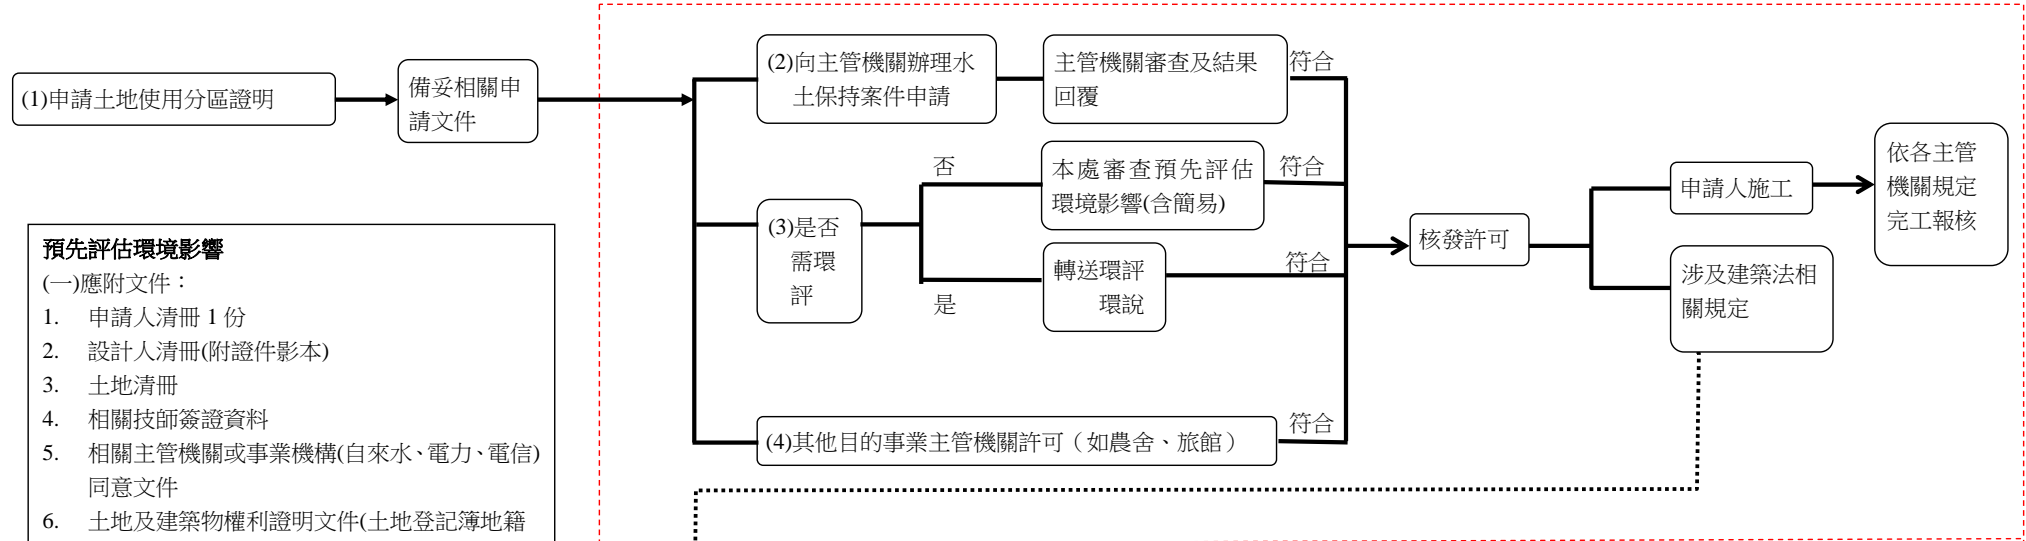 (1)申請土地使用分區證明
備妥相關申
請文件
(2)向主管機關辦理水
土保持案件申請
主管機關審查及結果
回覆
符合
(3)是否
需環
評
否
本處審查預先評估
環境影響(含簡易)
符合
是
轉送環評
環說
符合
(4)其他目的事業主管機關許可（如農舍、旅館）
符合
核發許可
申請人施工
依各主管
機關規定
完工報核
涉及建築法相
關規定
預先評估環境影響
(一)應附文件：
1. 申請人清冊 1 份
2. 設計人清冊(附證件影本)
3. 土地清冊
4. 相關技師簽證資料
5. 相關主管機關或事業機構(自來水、電力、電信)
同意文件
6. 土地及建築物權利證明文件(土地登記簿地籍